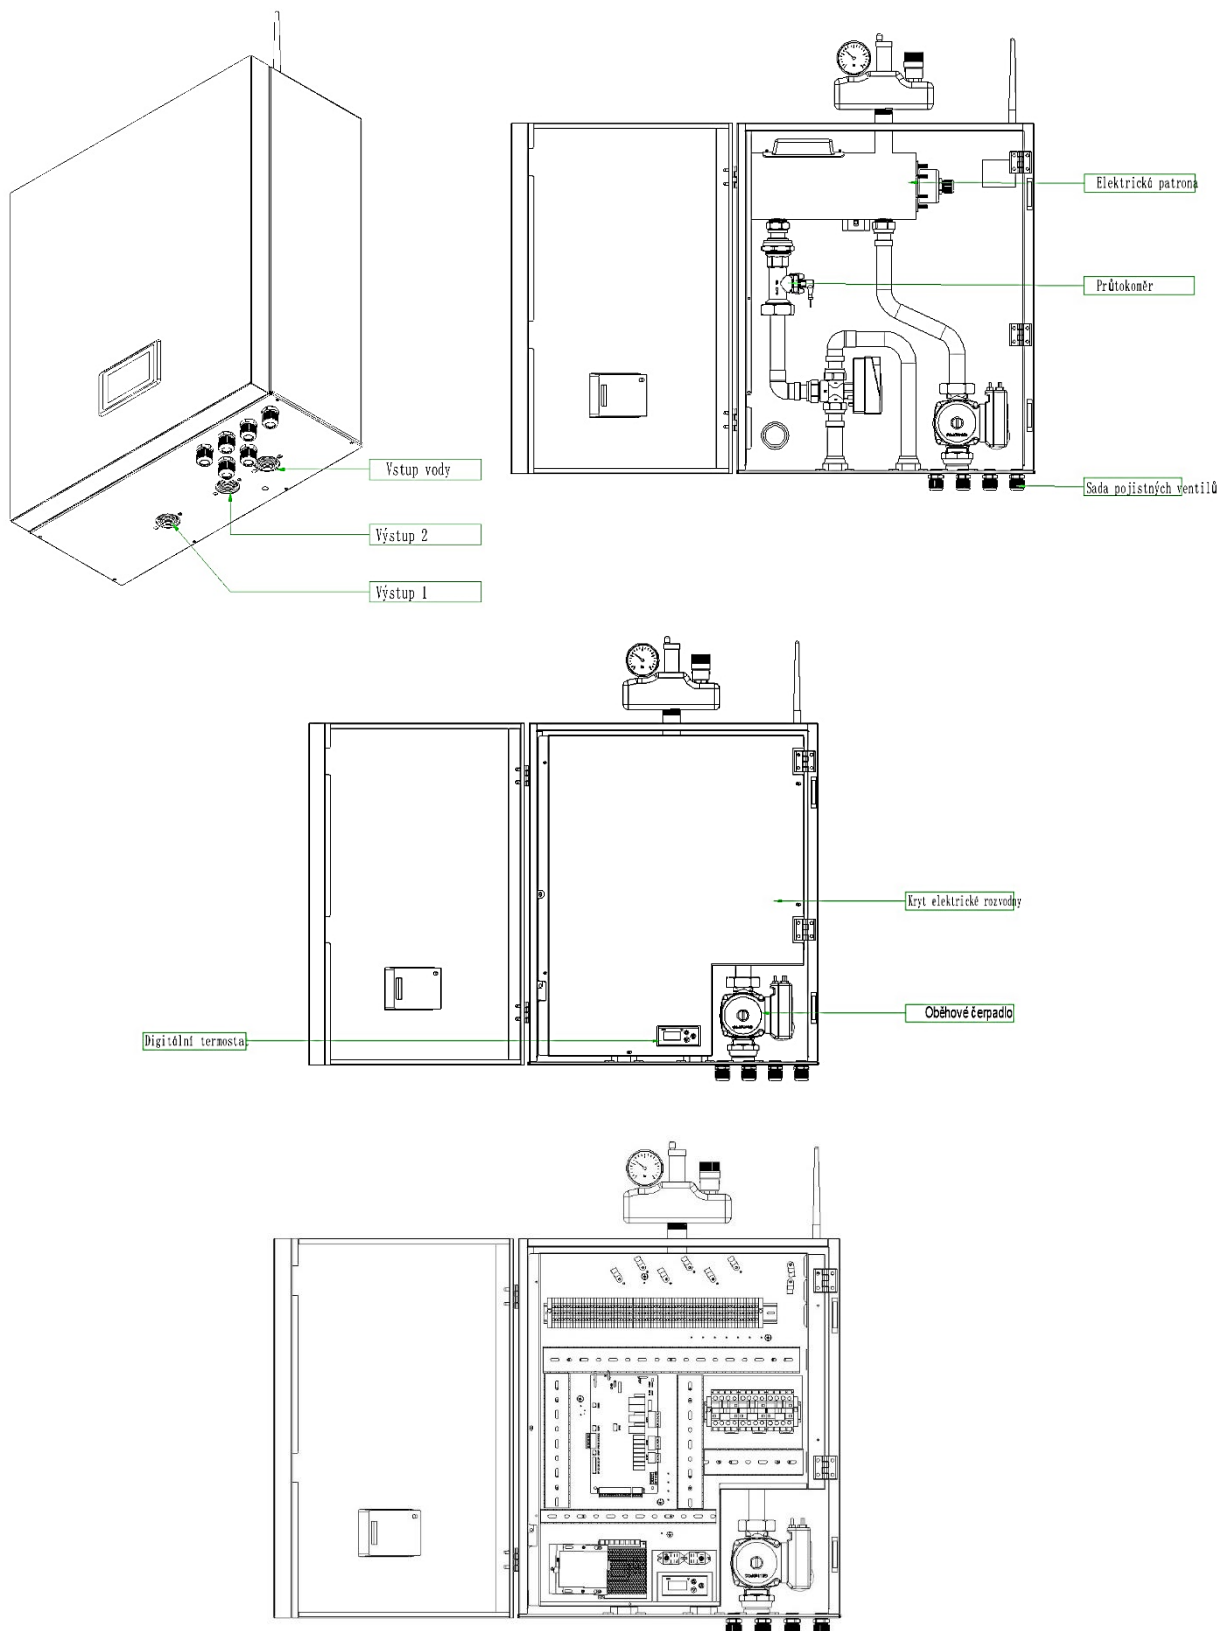 Elektrická patrona
Průtokoměr
Vstup vody
Sada pojistných ventilů
Výstup 2
Výstup 1
Kryt elektrické rozvodny
Oběhové čerpadlo
Digitální termosta